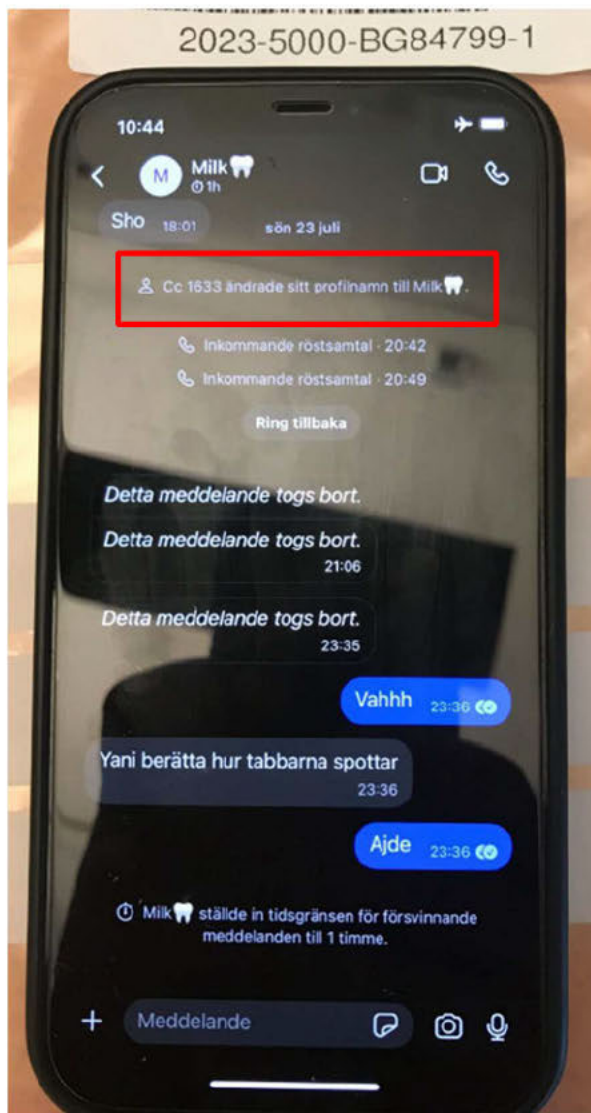 2023-5000-BG84799-1
10:44
M Milk🦷
1h
Sho 18:01
sön 23 juli
Cc 1633 ändrade sitt profilnamn till Milk🦷.
Inkommande röstsamtal · 20:42
Inkommande röstsamtal · 20:49
Ring tillbaka
Detta meddelande togs bort.
Detta meddelande togs bort.
21:06
Detta meddelande togs bort.
23:35
Vahhh 23:36
Yani berätta hur tabbarna spottar
23:36
Ajde 23:36
Milk🦷 ställde in tidsgränsen för försvinnande
meddelanden till 1 timme.
Meddelande